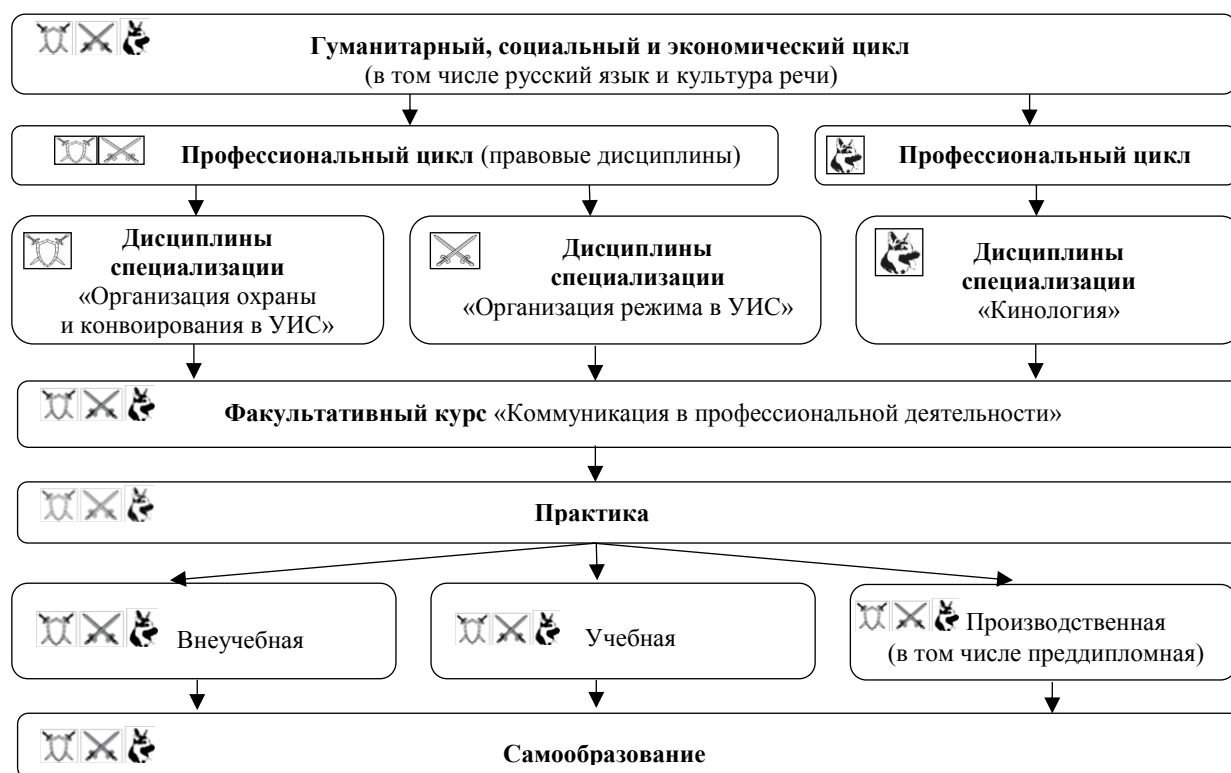 Гуманитарный, социальный и экономический цикл
(в том числе русский язык и культура речи)
Профессиональный цикл (правовые дисциплины)
Профессиональный цикл
Дисциплины
специализации
«Организация охраны
и конвоирования в УИС»
Дисциплины
специализации
«Организация режима в УИС»
Дисциплины
специализации
«Кинология»
Факультативный курс «Коммуникация в профессиональной деятельности»
Практика
Внеучебная
Учебная
Производственная
(в том числе преддипломная)
Самообразование